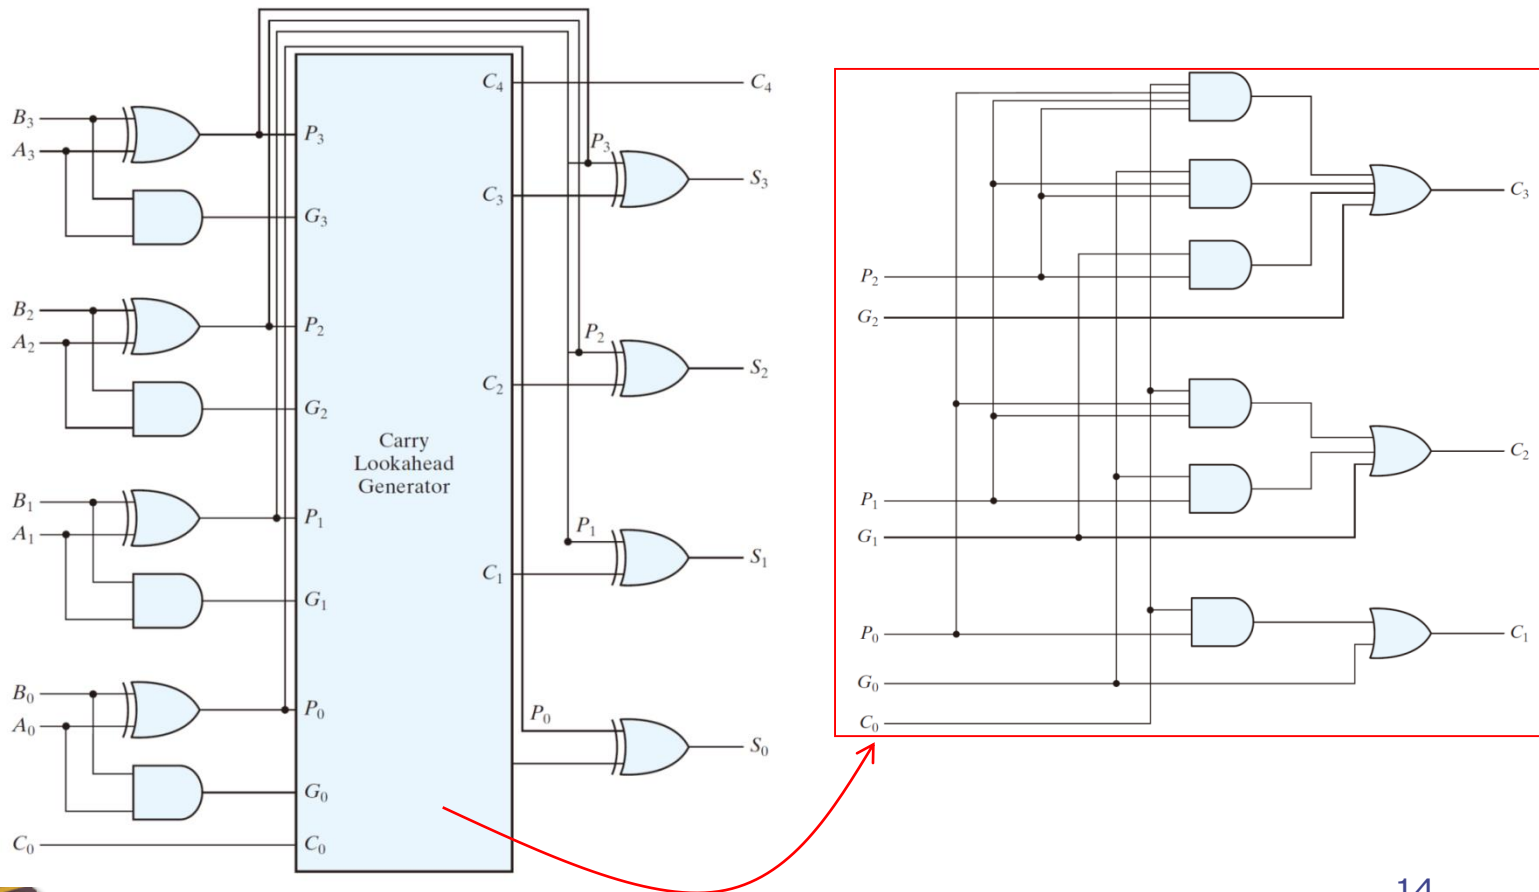 C₄
C₄
B₃
P₃
P₃
A₃
S₃
C₃
C₃
G₃
P₂
B₂
G₂
P₂
P₂
A₂
S₂
C₂
G₂
Carry
Lookahead
Generator
C₂
B₁
P₁
P₁
P₁
A₁
G₁
S₁
C₁
G₁
P₀
C₁
G₀
B₀
P₀
P₀
A₀
C₀
S₀
G₀
C₀
C₀
14